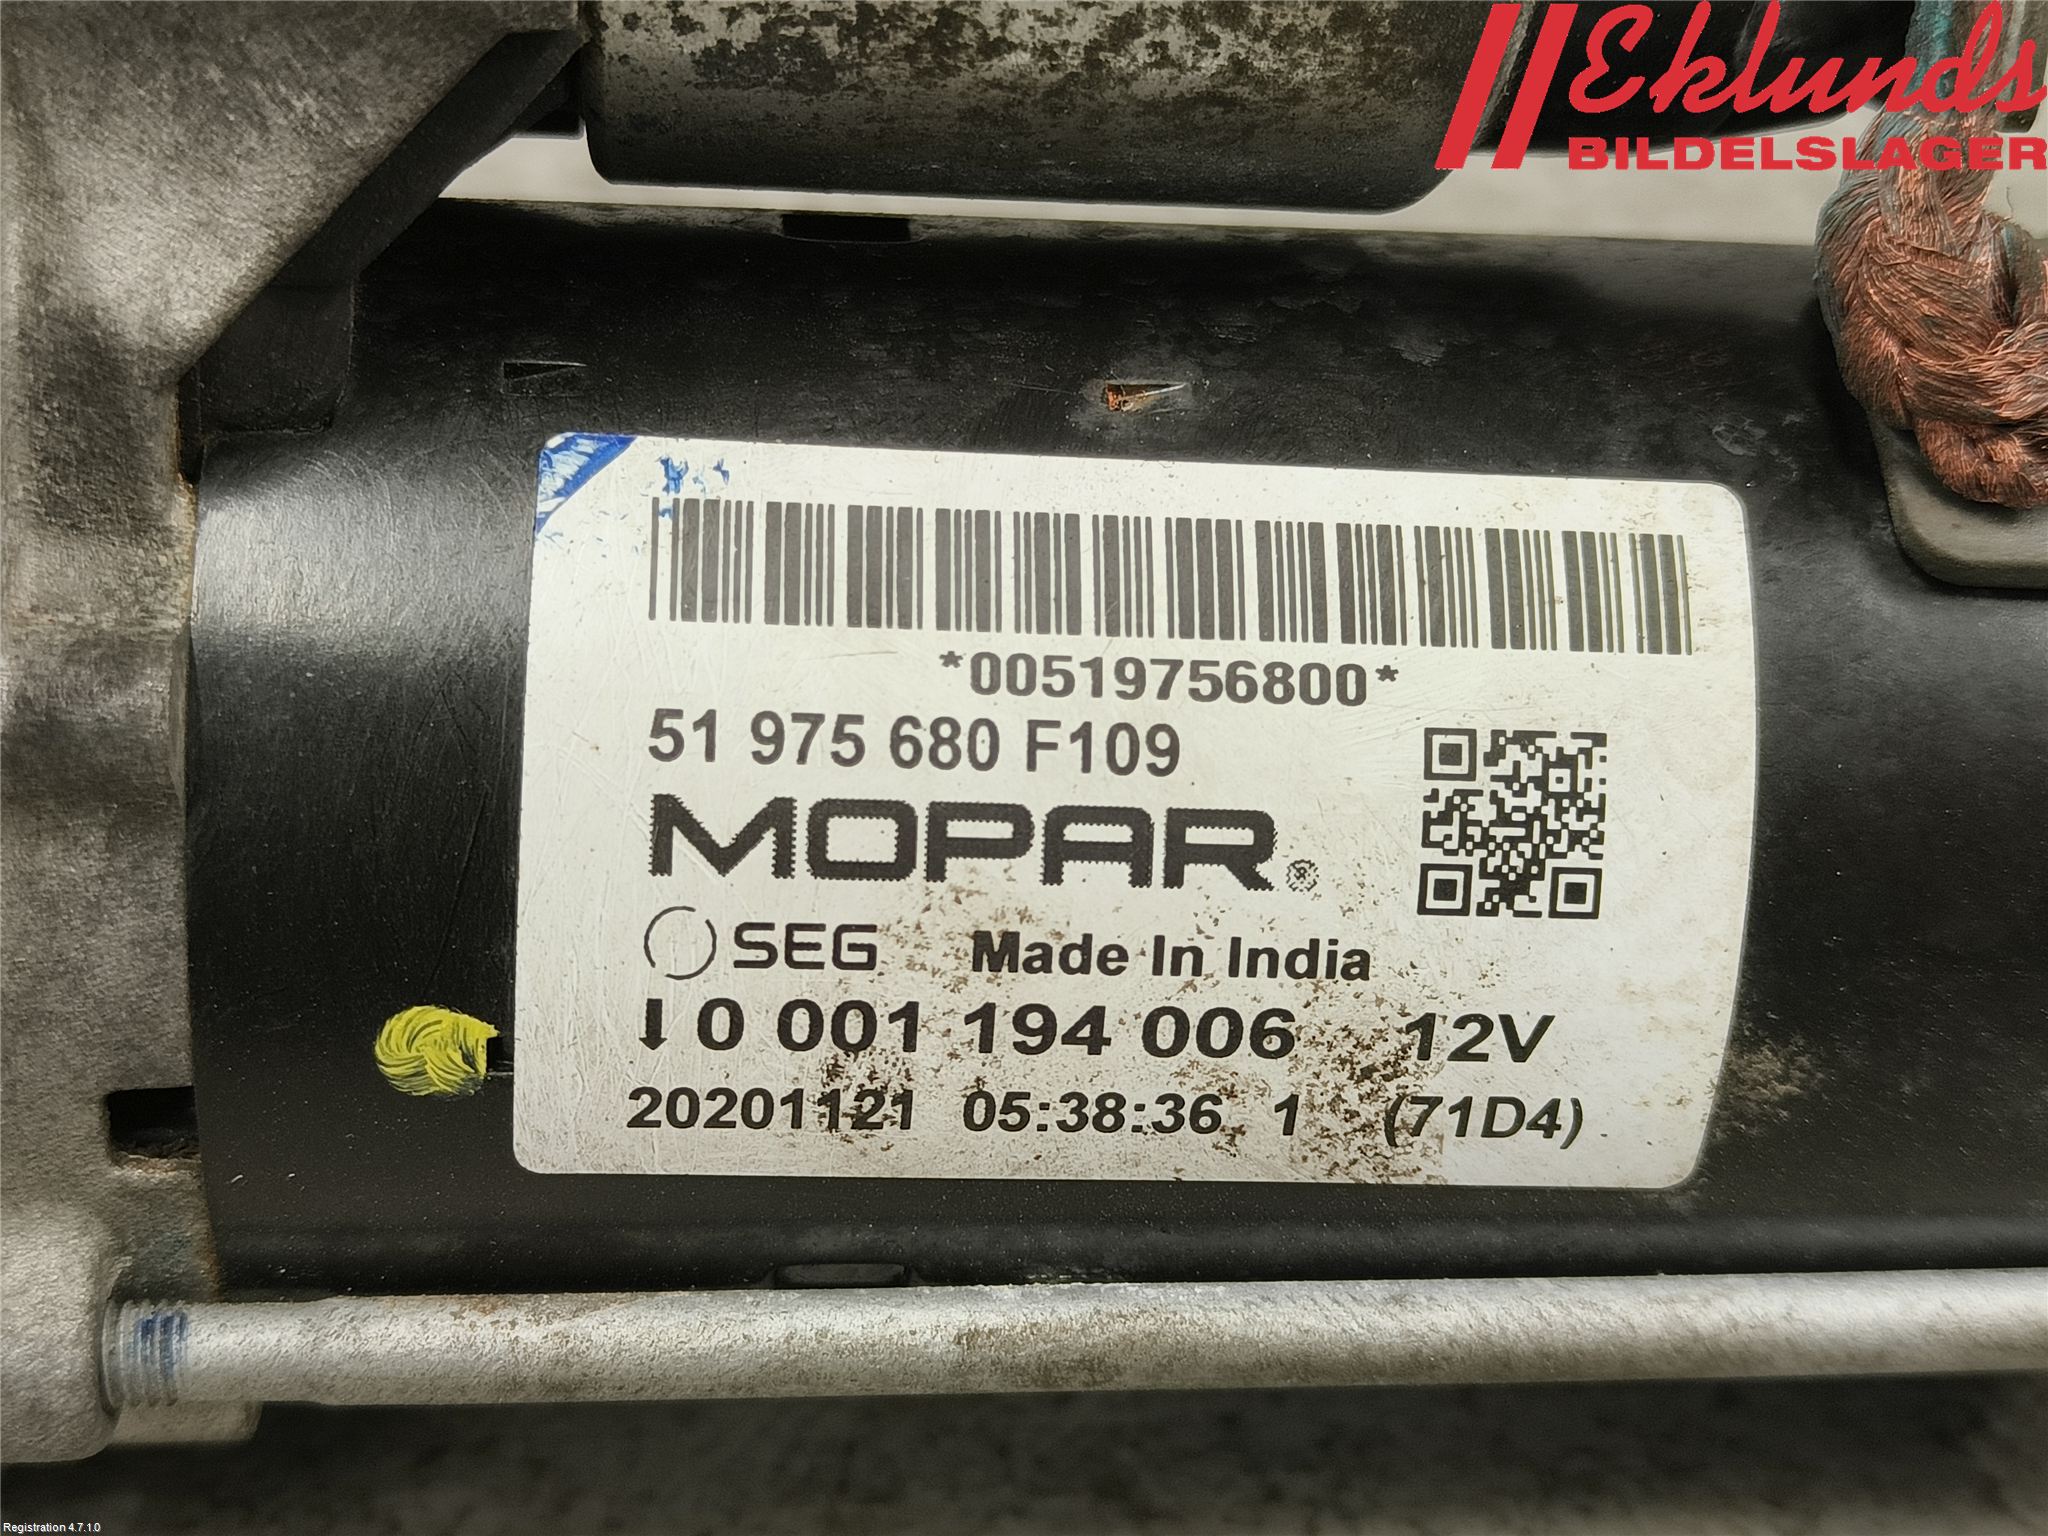 Eklunds
BILDELSLAGER
*00519756800*
51 975 680 F109
MOPAR®
SEG Made In India
0 001 194 006 12V
20201121 05:38:36 1 (71D4)
Registration 4.7.1.0